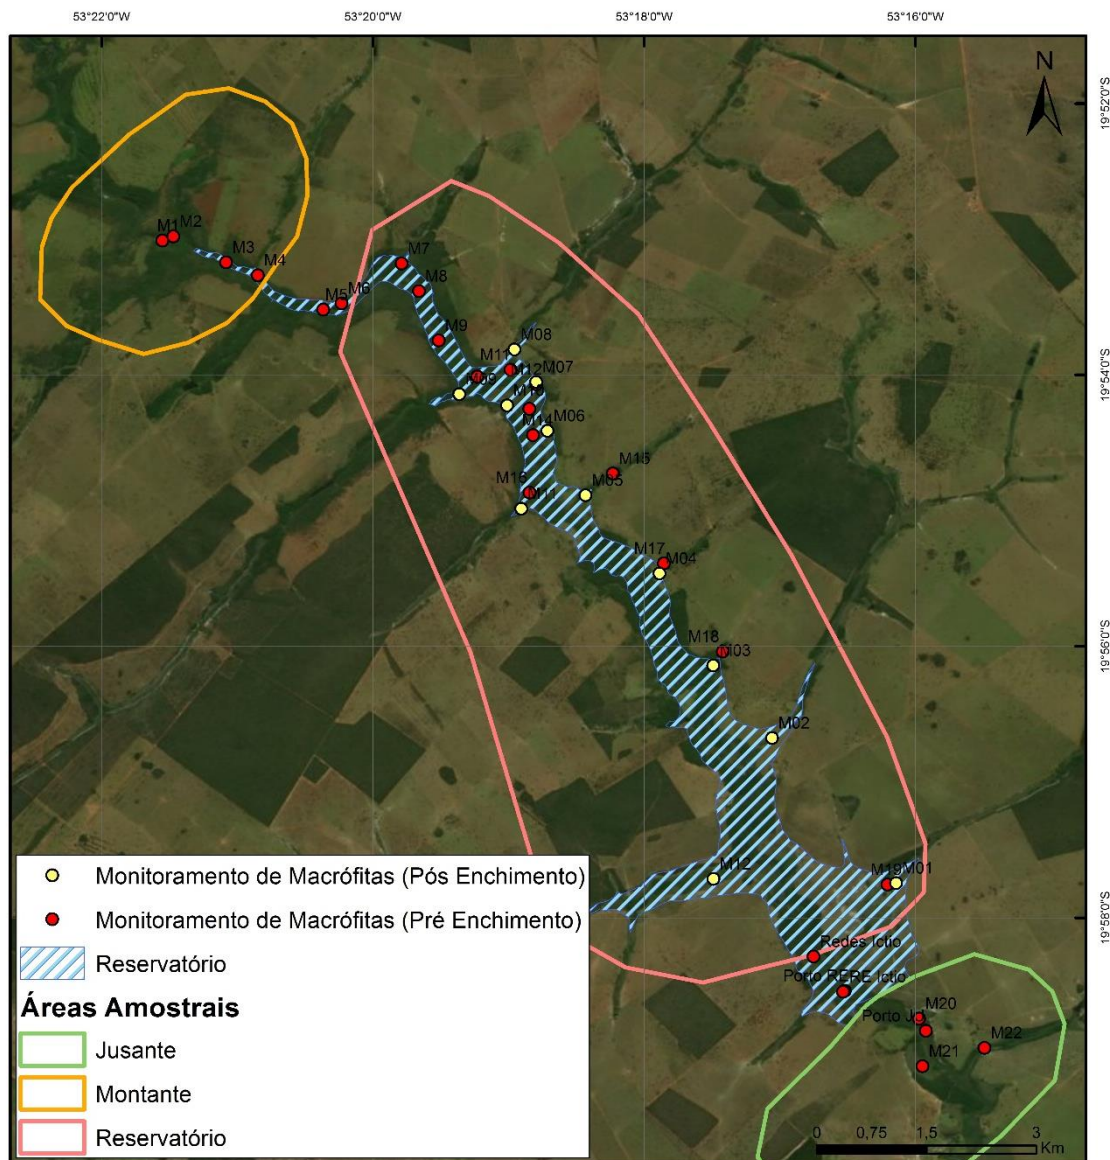 53°22'0"W 53°20'0"W 53°18'0"W 53°16'0"W
N
19°52'0"S
M1 M2
M3
M4
M5 M6
M7
M8
M9
M08
M11
M12 M07
M10
M14 M06
19°54'0"S
M15
M16
M05
M17
M04
M18
19°56'0"S
M02
M12
M19 M01
19°58'0"S
Redes Ictio
Porto RERE Ictio
M20
M22
M21
Monitoramento de Macrófitas (Pós Enchimento)
Monitoramento de Macrófitas (Pré Enchimento)
Reservatório
Áreas Amostrais
Jusante
Montante
Reservatório
0 0,75 1,5 3
Km